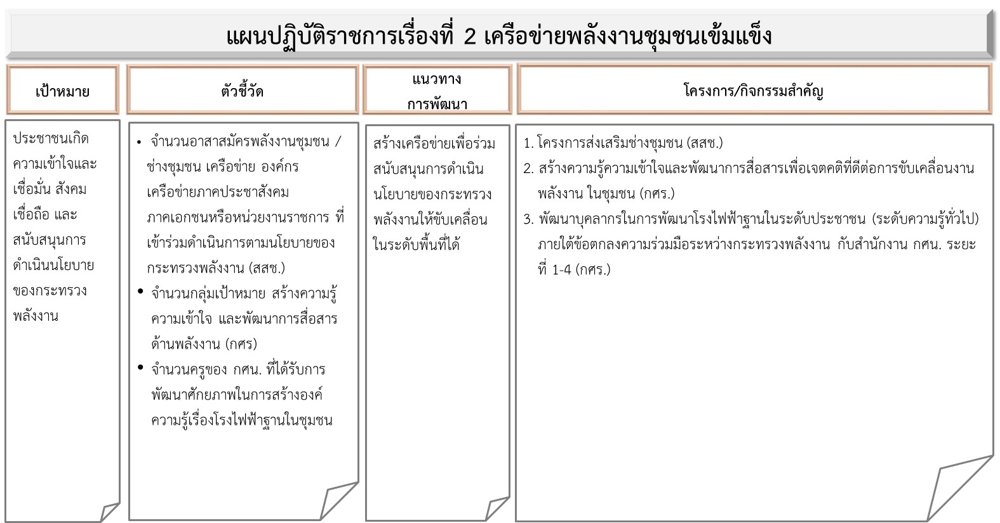 แผนปฏิบัติราชการเรื่องที่ 2 เครือข่ายพลังงานชุมชนเข้มแข็ง
เป้าหมาย
ตัวชี้วัด
แนวทาง
การพัฒนา
โครงการ/กิจกรรมสำคัญ
ประชาชนเกิด
ความเข้าใจและ
เชื่อมั่น สังคม
เชื่อถือ และ
สนับสนุนการ
ดำเนินนโยบาย
ของกระทรวง
พลังงาน
• จำนวนอาสาสมัครพลังงานชุมชน /
ช่างชุมชน เครือข่าย องค์กร
เครือข่ายภาคประชาสังคม
ภาคเอกชนหรือหน่วยงานราชการ ที่
เข้าร่วมดำเนินการตามนโยบายของ
กระทรวงพลังงาน (สสช.)
• จำนวนกลุ่มเป้าหมาย สร้างความรู้
ความเข้าใจ และพัฒนาการสื่อสาร
ด้านพลังงาน (กศร)
• จำนวนครูของ กศน. ที่ได้รับการ
พัฒนาศักยภาพในการสร้างองค์
ความรู้เรื่องโรงไฟฟ้าฐานในชุมชน
สร้างเครือข่ายเพื่อร่วม
สนับสนุนการดำเนิน
นโยบายของกระทรวง
พลังงานให้ขับเคลื่อน
ในระดับพื้นที่ได้
1. โครงการส่งเสริมช่างชุมชน (สสช.)
2. สร้างความรู้ความเข้าใจและพัฒนาการสื่อสารเพื่อเจตคติที่ดีต่อการขับเคลื่อนงาน
พลังงาน ในชุมชน (กศร.)
3. พัฒนาบุคลากรในการพัฒนาโรงไฟฟ้าฐานในระดับประชาชน (ระดับความรู้ทั่วไป)
ภายใต้ข้อตกลงความร่วมมือระหว่างกระทรวงพลังงาน กับสำนักงาน กศน. ระยะ
ที่ 1-4 (กศร.)